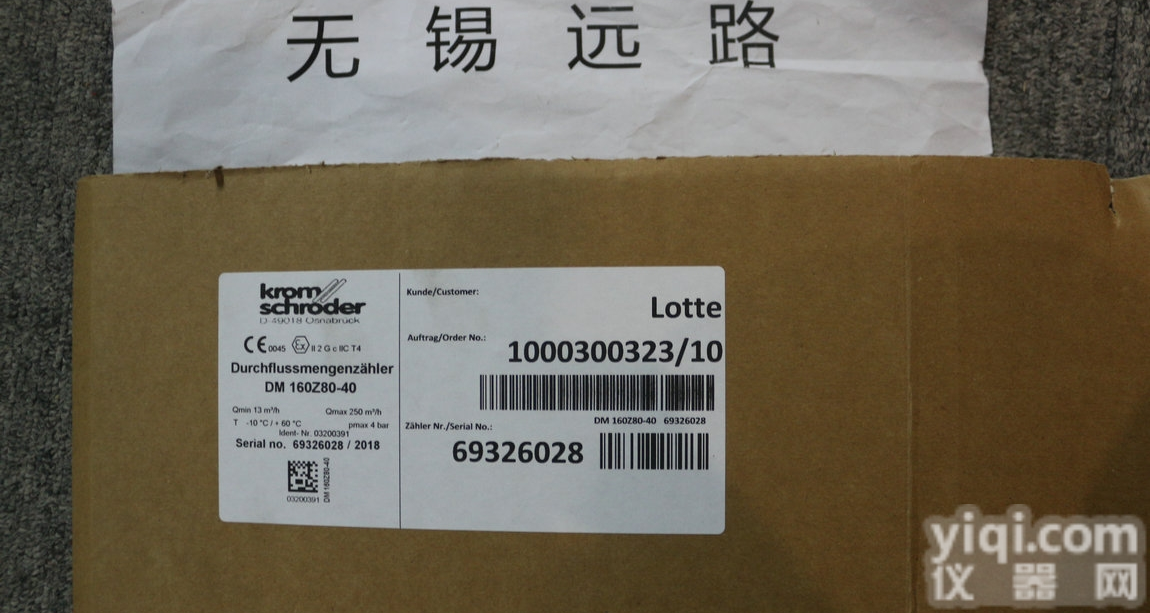 无锡远路
krom
schröder
D-49018 Osnabrück
CE 0045 Ex II 2 G c IIC T4
Durchflussmengenzähler
DM 160Z80-40
Qmin 13 m³/h Qmax 250 m³/h
T -10 °C / + 60 °C pmax 4 bar
Ident- Nr. 03200391
Serial no. 69326028 / 2018
DM 160Z80-40
03200391
Kunde/Customer:
Lotte
Auftrag/Order No.:
1000300323/10
DM 160Z80-40 69326028
Zähler Nr./Serial No.:
69326028
yiqi.com
仪器网